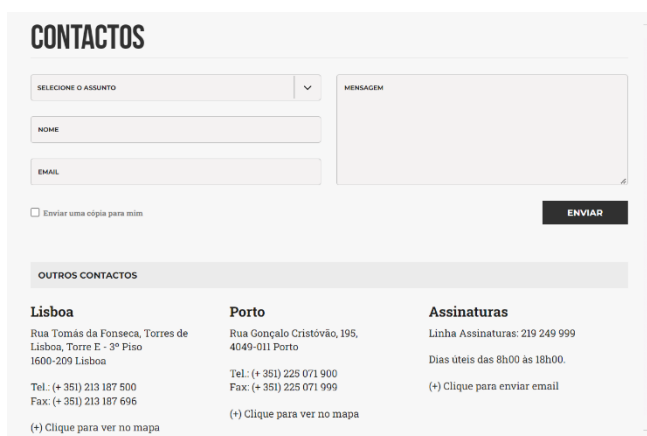 CONTACTOS
SELECIONE O ASSUNTO
MENSAGEM
NOME
EMAIL
Enviar uma cópia para mim
ENVIAR
OUTROS CONTACTOS
Lisboa
Rua Tomás da Fonseca, Torres de
Lisboa, Torre E - 3º Piso
1600-209 Lisboa
Tel.: (+ 351) 213 187 500
Fax: (+ 351) 213 187 696
(+) Clique para ver no mapa
Porto
Rua Gonçalo Cristóvão, 195,
4049-011 Porto
Tel.: (+ 351) 225 071 900
Fax: (+ 351) 225 071 999
(+) Clique para ver no mapa
Assinaturas
Linha Assinaturas: 219 249 999
Dias úteis das 8h00 às 18h00.
(+) Clique para enviar email